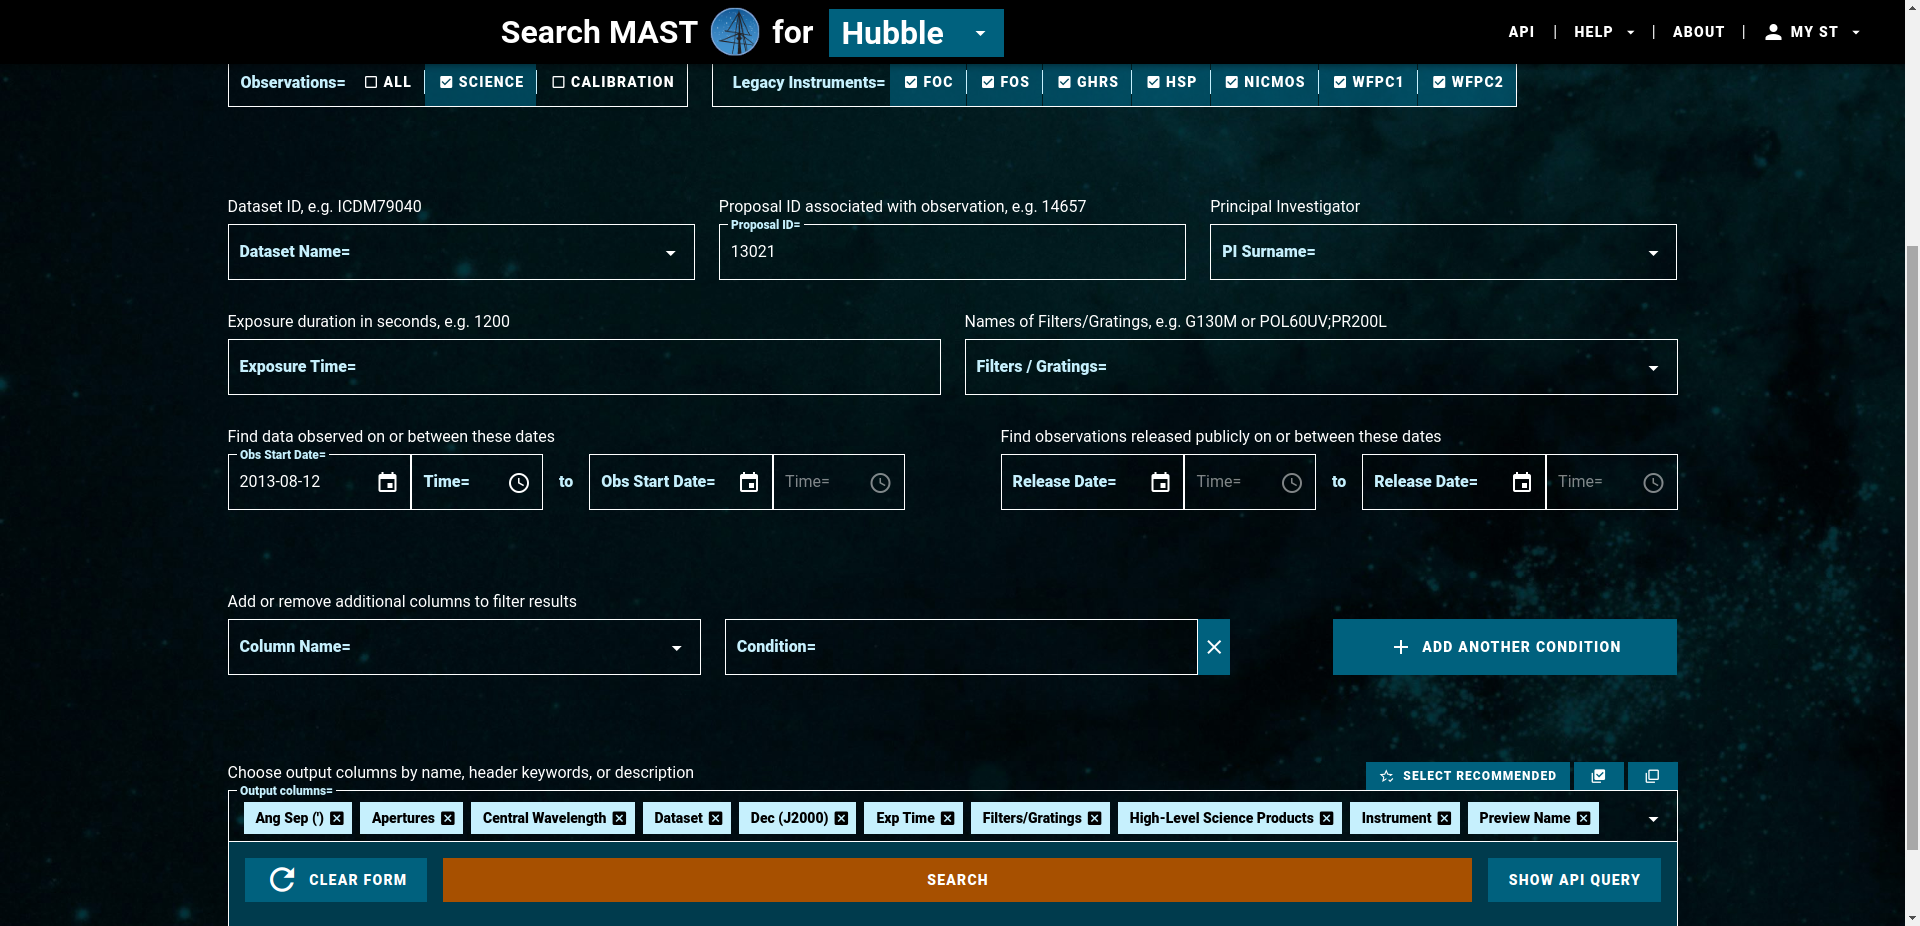 Search MAST for Hubble API | HELP | ABOUT | MY ST
Observations= ALL SCIENCE CALIBRATION Legacy Instruments= FOC FOS GHRS HSP NICMOS WFPC1 WFPC2
Dataset ID, e.g. ICDM79040 Proposal ID associated with observation, e.g. 14657 Principal Investigator
Proposal ID=
Dataset Name= 13021 PI Surname=
Exposure duration in seconds, e.g. 1200 Names of Filters/Gratings, e.g. G130M or POL60UV;PR200L
Exposure Time= Filters / Gratings=
Find data observed on or between these dates Find observations released publicly on or between these dates
Obs Start Date=
2013-08-12 Time= to Obs Start Date= Time= Release Date= Time= to Release Date= Time=
Add or remove additional columns to filter results
Column Name= Condition= ADD ANOTHER CONDITION
Choose output columns by name, header keywords, or description SELECT RECOMMENDED
Output columns=
Ang Sep (') Apertures Central Wavelength Dataset Dec (J2000) Exp Time Filters/Gratings High-Level Science Products Instrument Preview Name
CLEAR FORM SEARCH SHOW API QUERY